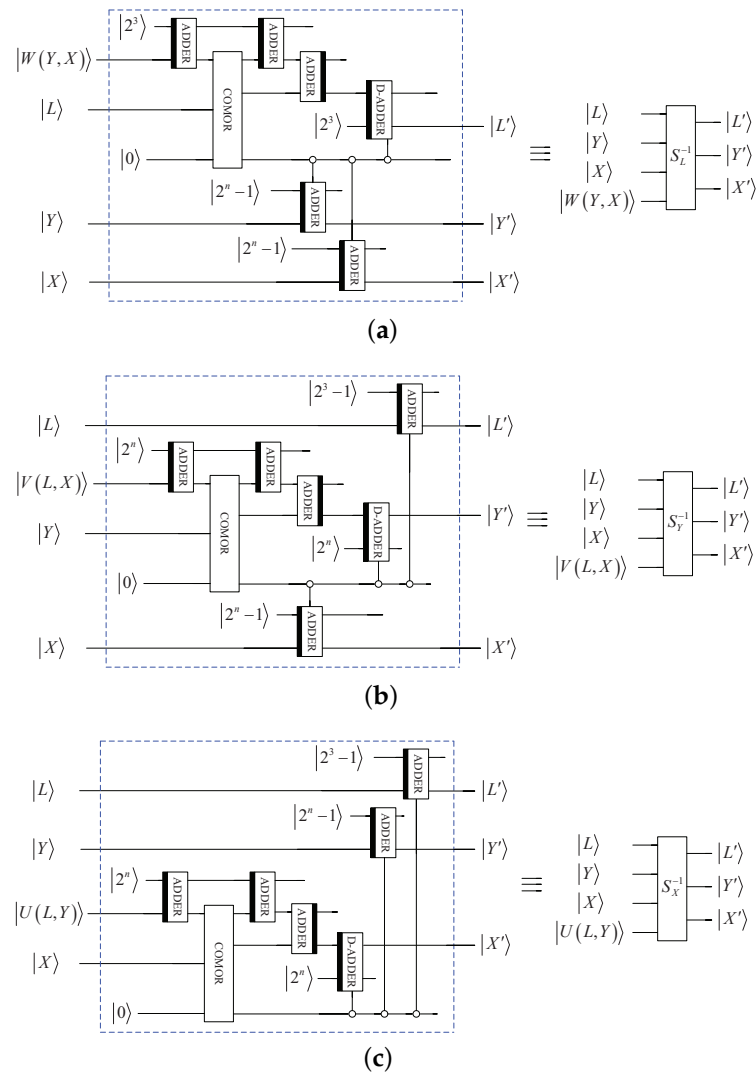 |2³⟩ ADDER ADDER
|W(Y,X)⟩ ADDER
|L⟩ COMOR |2³⟩ D-ADDER |L'⟩
|0⟩
|2ⁿ−1⟩ ADDER
|Y⟩ |Y'⟩
|2ⁿ−1⟩ ADDER
|X⟩ |X'⟩
≡
|L⟩ |L'⟩
|Y⟩ S_L⁻¹ |Y'⟩
|X⟩ |X'⟩
|W(Y,X)⟩
(a)
|2³−1⟩ ADDER
|L⟩ |L'⟩
|2ⁿ⟩ ADDER ADDER
|V(L,X)⟩ ADDER
|Y⟩ COMOR |2ⁿ⟩ D-ADDER |Y'⟩
|0⟩
|2ⁿ−1⟩ ADDER
|X⟩ |X'⟩
≡
|L⟩ |L'⟩
|Y⟩ S_Y⁻¹ |Y'⟩
|X⟩ |X'⟩
|V(L,X)⟩
(b)
|2³−1⟩ ADDER
|L⟩ |L'⟩
|2ⁿ−1⟩ ADDER
|Y⟩ |Y'⟩
|2ⁿ⟩ ADDER ADDER
|U(L,Y)⟩ ADDER
|X⟩ COMOR |2ⁿ⟩ D-ADDER |X'⟩
|0⟩
≡
|L⟩ |L'⟩
|Y⟩ S_X⁻¹ |Y'⟩
|X⟩ |X'⟩
|U(L,Y)⟩
(c)